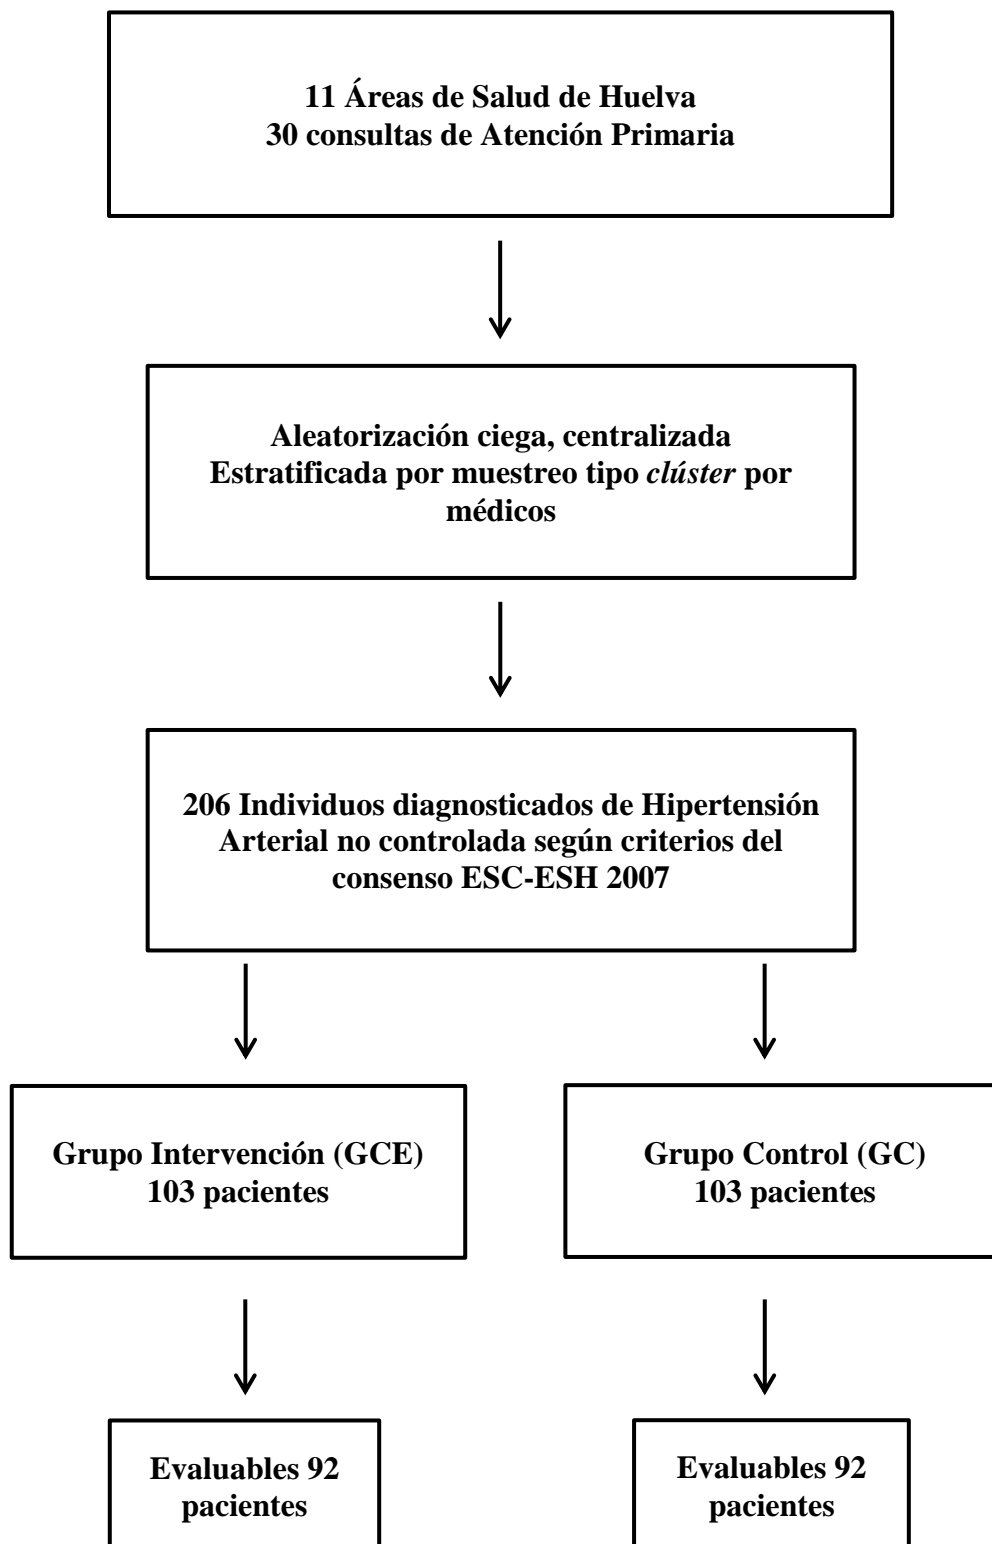 11 Áreas de Salud de Huelva
30 consultas de Atención Primaria
Aleatorización ciega, centralizada
Estratificada por muestreo tipo clúster por
médicos
206 Individuos diagnosticados de Hipertensión
Arterial no controlada según criterios del
consenso ESC-ESH 2007
Grupo Intervención (GCE)
103 pacientes
Grupo Control (GC)
103 pacientes
Evaluables 92
pacientes
Evaluables 92
pacientes